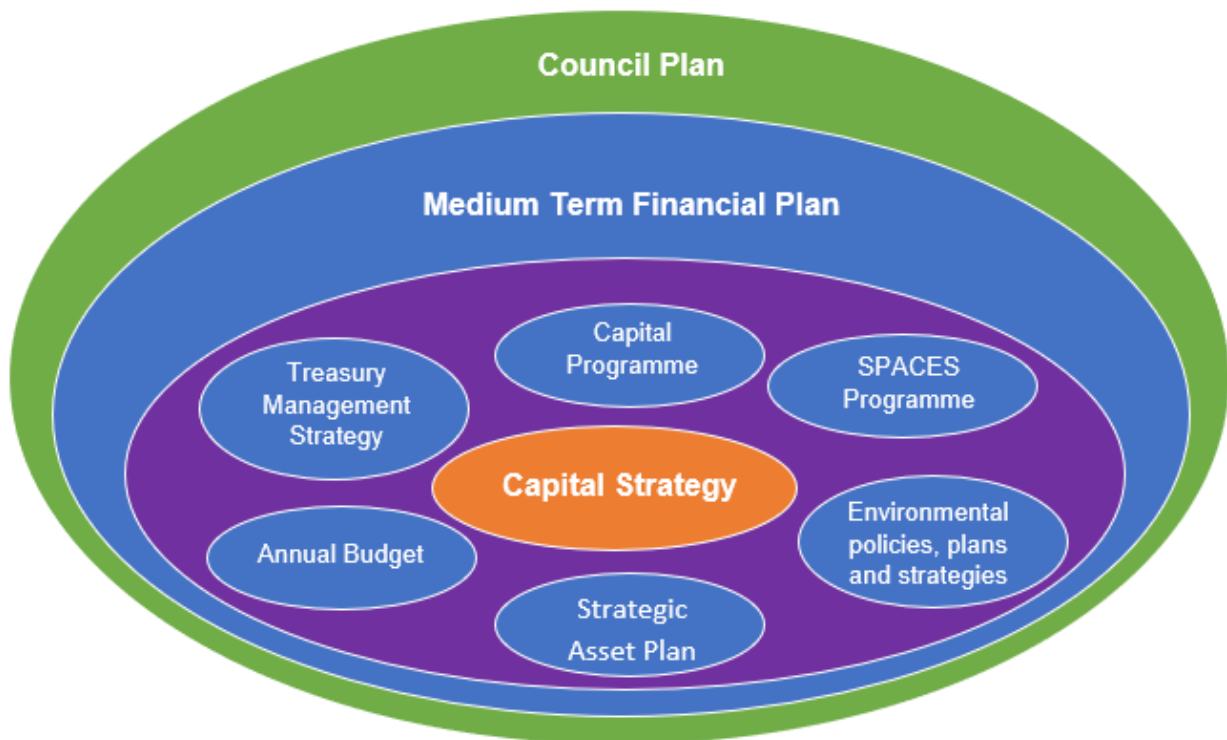 Council Plan
Medium Term Financial Plan
Capital
Programme
SPACES
Programme
Treasury
Management
Strategy
Capital Strategy
Environmental
policies, plans
and strategies
Annual Budget
Strategic
Asset Plan